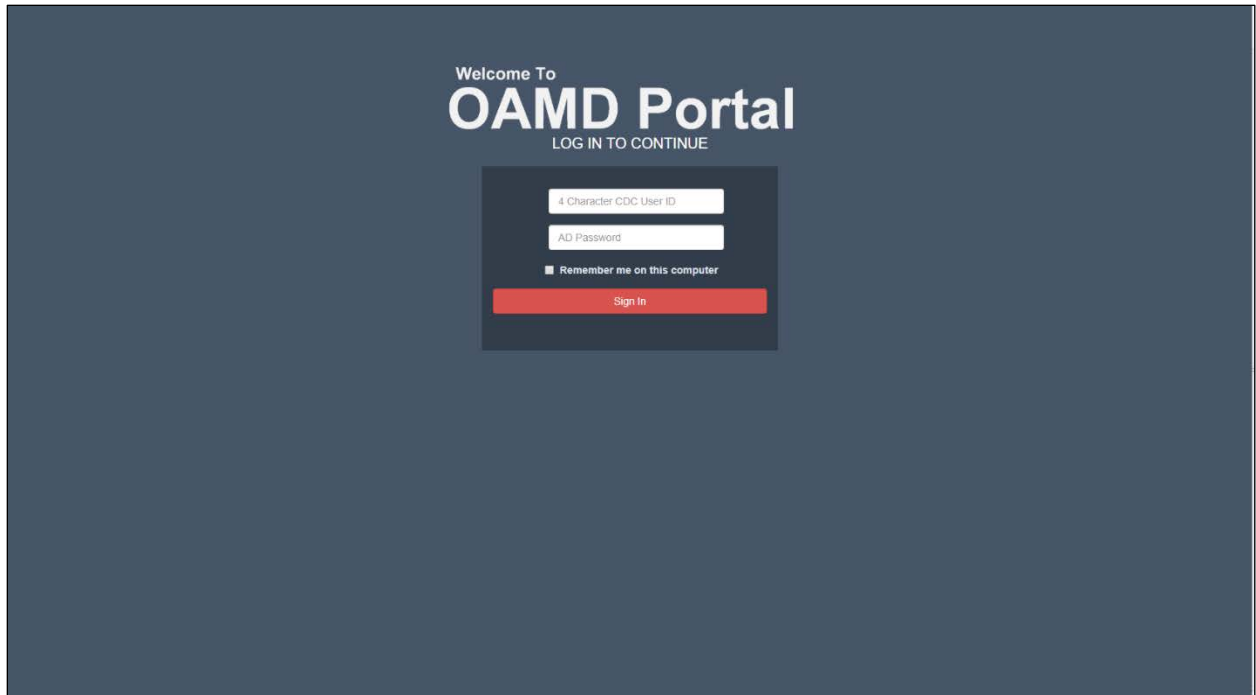 Welcome To
OAMD Portal
LOG IN TO CONTINUE
4 Character CDC User ID
AD Password
Remember me on this computer
Sign In